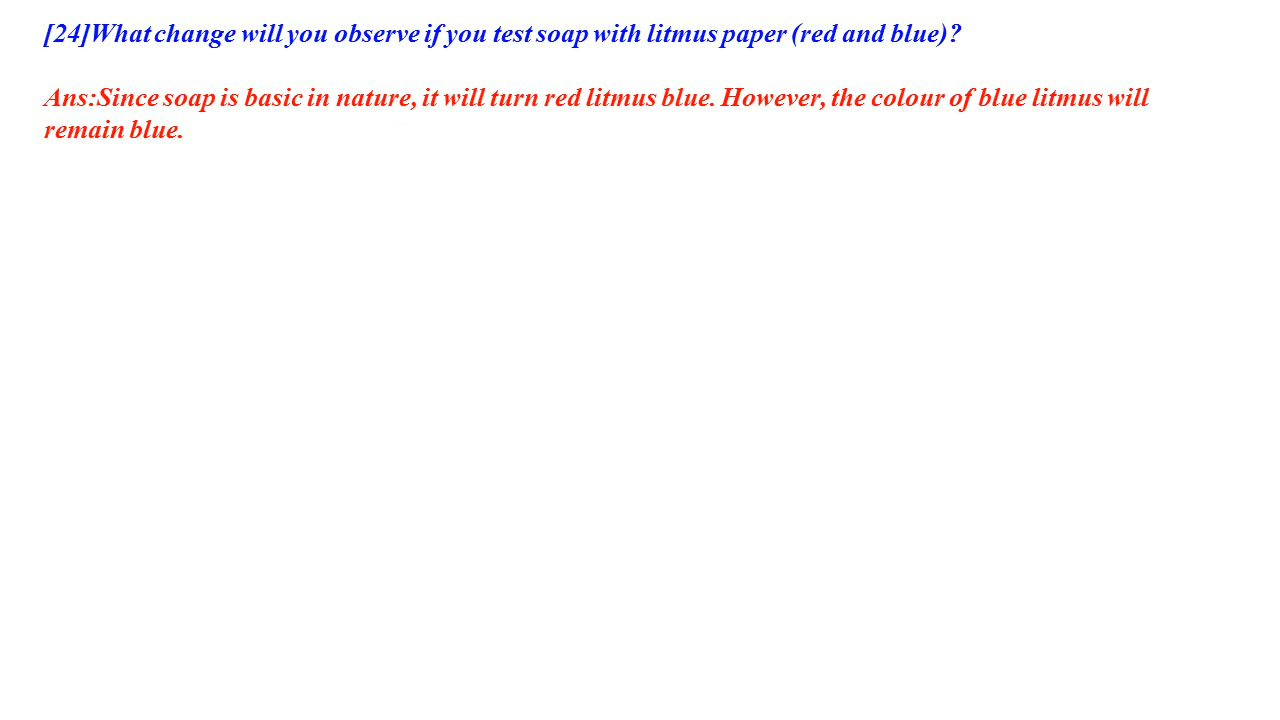 [24]What change will you observe if you test soap with litmus paper (red and blue)?
Ans:Since soap is basic in nature, it will turn red litmus blue. However, the colour of blue litmus will
remain blue.